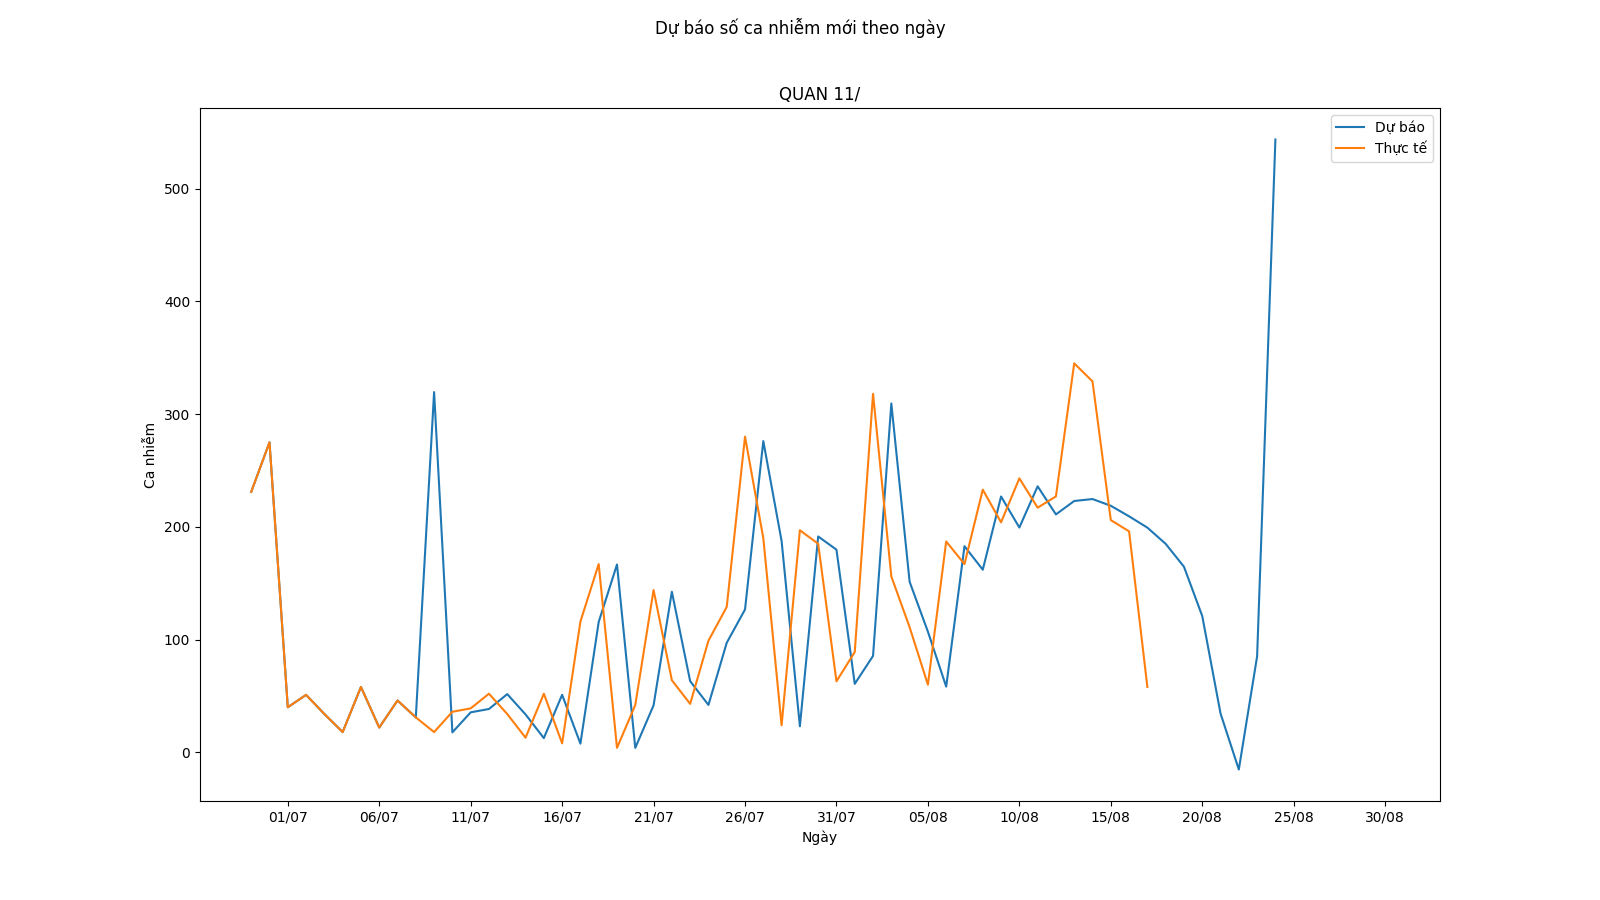 Dự báo số ca nhiễm mới theo ngày
QUAN 11/
Dự báo
Thực tế
500
400
300
200
100
0
Ca nhiễm
01/07 06/07 11/07 16/07 21/07 26/07 31/07 05/08 10/08 15/08 20/08 25/08 30/08
Ngày